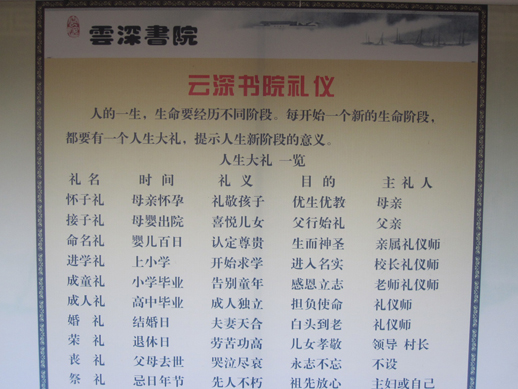 雲深書院
云深书院礼仪
人的一生，生命要经历不同阶段。每开始一个新的生命阶段，
都要有一个人生大礼，提示人生新阶段的意义。
人生大礼 一览
礼名 时间 礼义 目的 主礼人
怀子礼 母亲怀孕 礼敬孩子 优生优教 母亲
接子礼 母婴出院 喜悦儿女 父行始礼 父亲
命名礼 婴儿百日 认定尊贵 生而神圣 亲属礼仪师
进学礼 上小学 开始求学 进入名实 校长礼仪师
成童礼 小学毕业 告别童年 感恩立志 老师礼仪师
成人礼 高中毕业 成人独立 担负使命 礼仪师
婚礼 结婚日 夫妻天合 白头到老 礼仪师
荣礼 退休日 劳苦功高 儿女孝敬 领导 村长
丧礼 父母去世 哭泣尽哀 永志不忘 不设
祭礼 忌日年节 先人不朽 祖先放心 主妇或自己